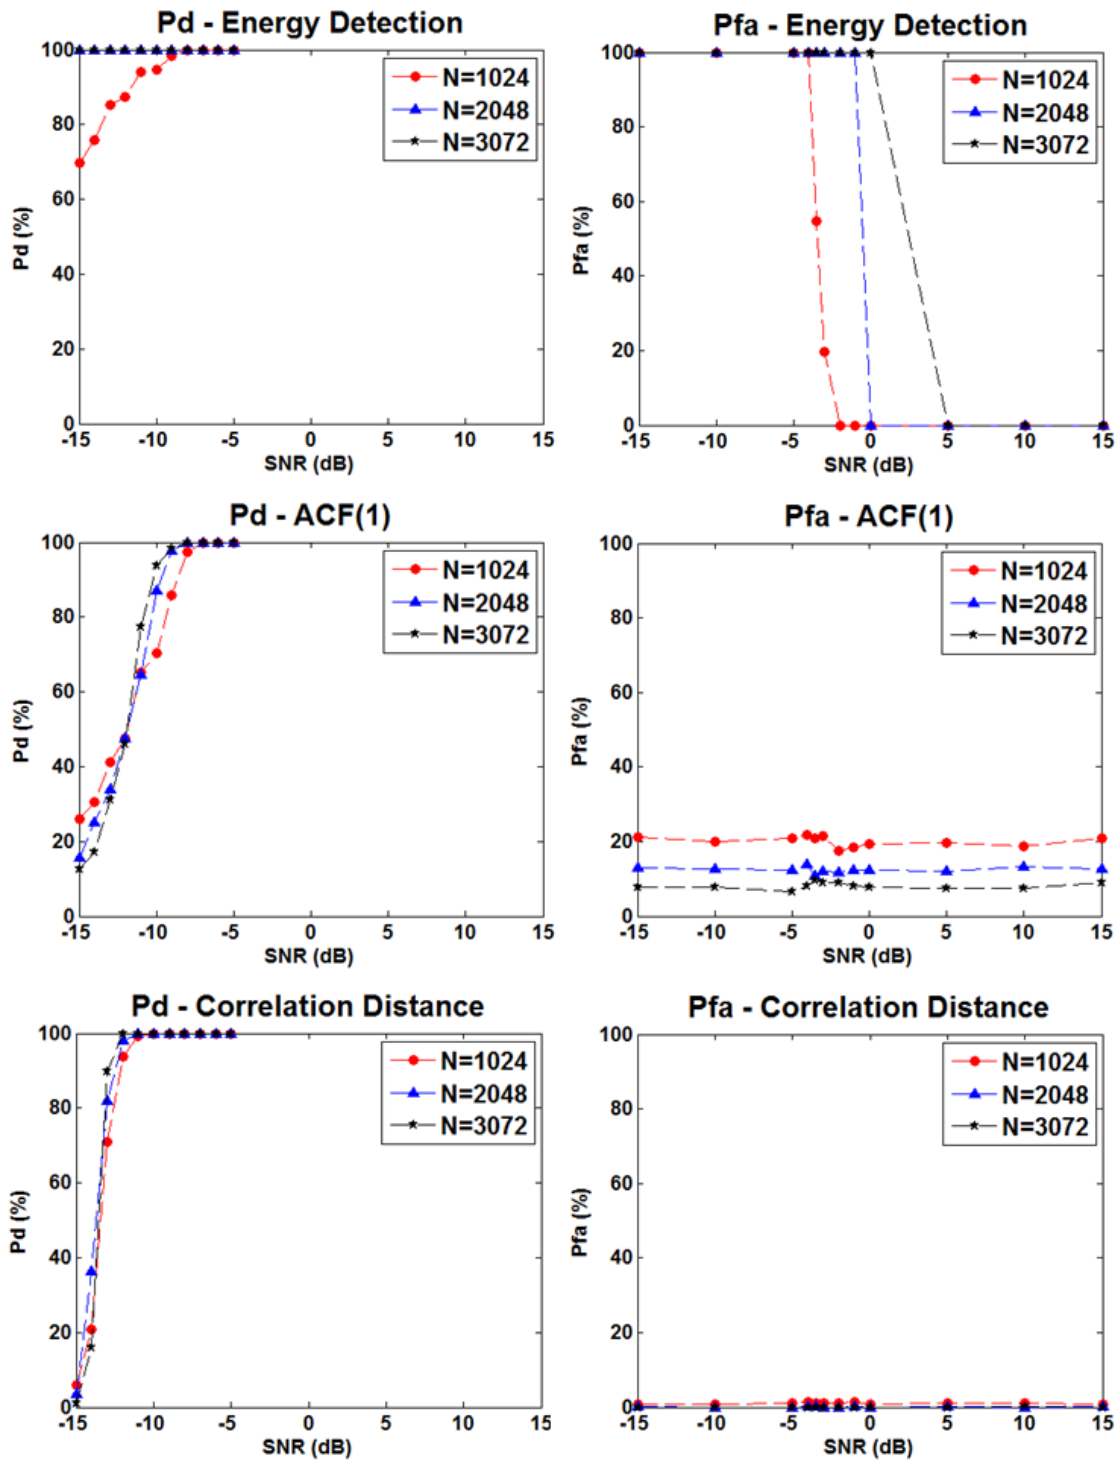 Pd - Energy Detection
100
80
60
40
20
0
-15 -10 -5 0 5 10 15
Pd (%)
SNR (dB)
N=1024
N=2048
N=3072
Pfa - Energy Detection
100
80
60
40
20
0
-15 -10 -5 0 5 10 15
Pfa (%)
SNR (dB)
N=1024
N=2048
N=3072
Pd - ACF(1)
100
80
60
40
20
0
-15 -10 -5 0 5 10 15
Pd (%)
SNR (dB)
N=1024
N=2048
N=3072
Pfa - ACF(1)
100
80
60
40
20
0
-15 -10 -5 0 5 10 15
Pfa (%)
SNR (dB)
N=1024
N=2048
N=3072
Pd - Correlation Distance
100
80
60
40
20
0
-15 -10 -5 0 5 10 15
Pd (%)
SNR (dB)
N=1024
N=2048
N=3072
Pfa - Correlation Distance
100
80
60
40
20
0
-15 -10 -5 0 5 10 15
Pfa (%)
SNR (dB)
N=1024
N=2048
N=3072